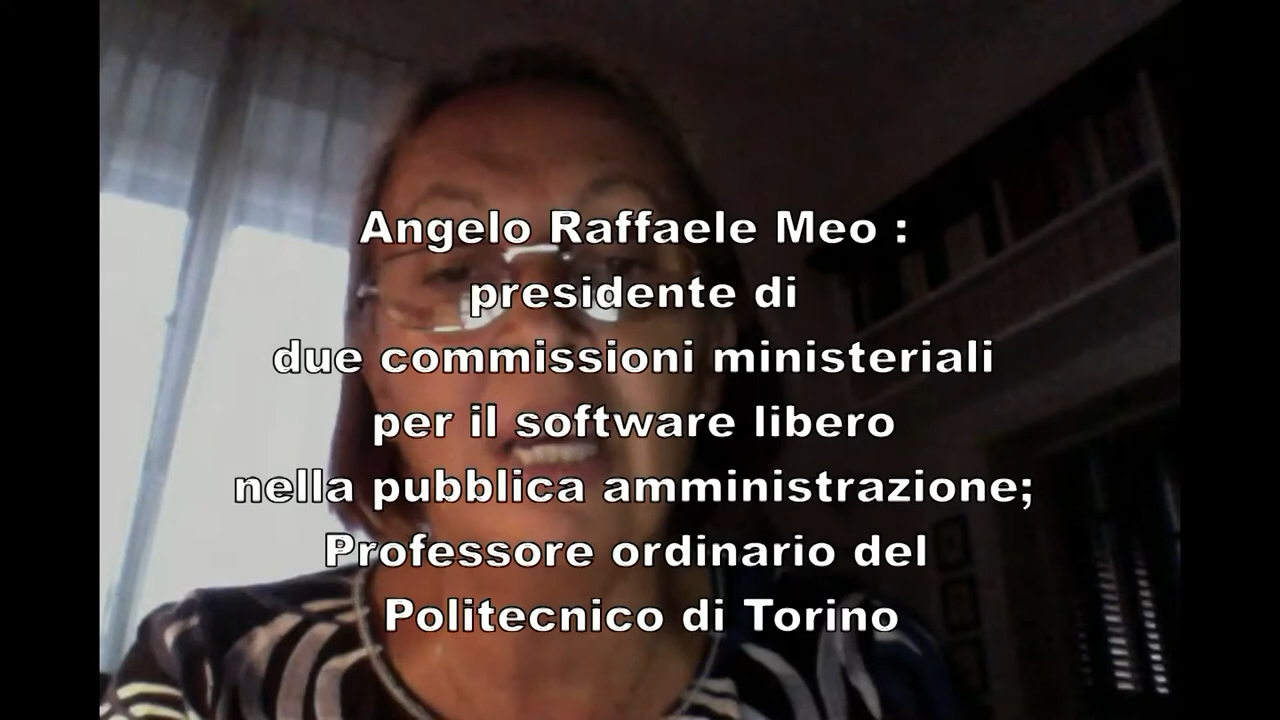 Angelo Raffaele Meo :
presidente di
due commissioni ministeriali
per il software libero
nella pubblica amministrazione;
Professore ordinario del
Politecnico di Torino